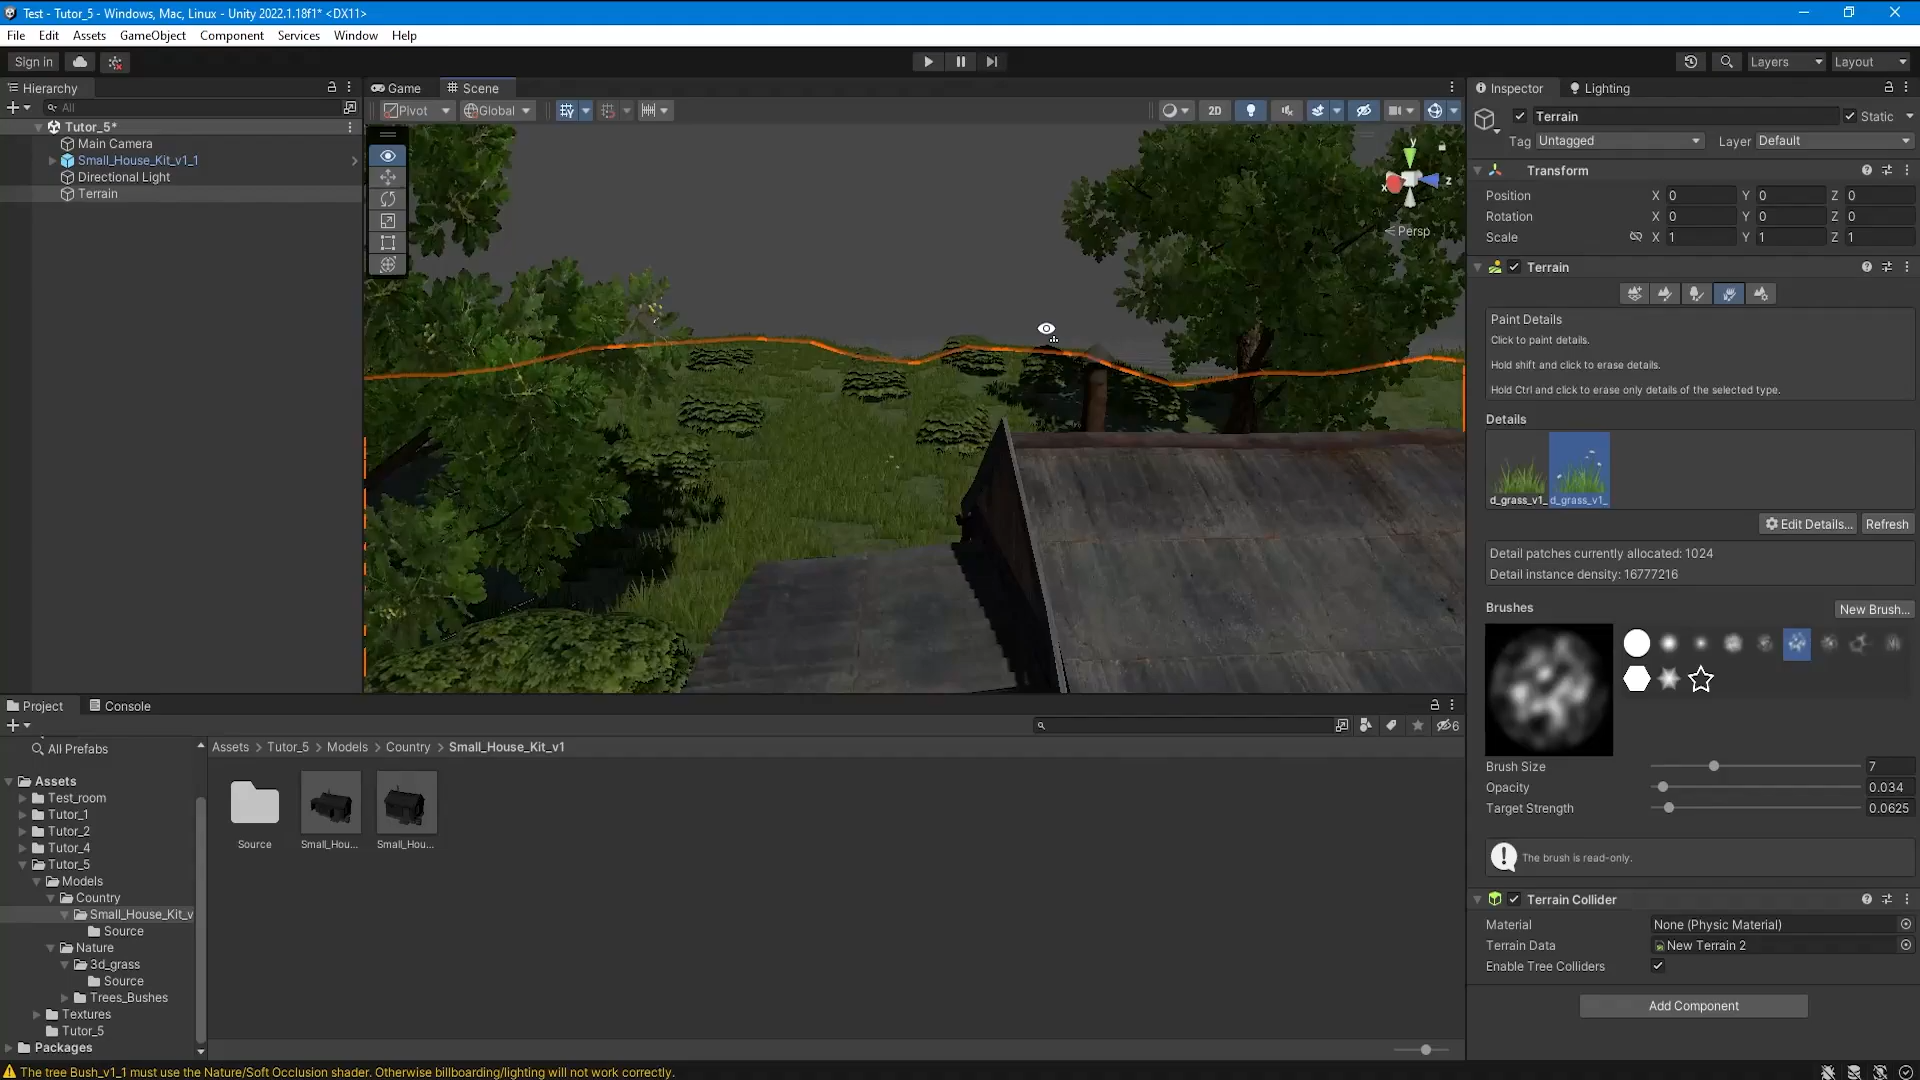 Test - Tutor_5 - Windows, Mac, Linux - Unity 2022.1.18f1* <DX11>
File Edit Assets GameObject Component Services Window Help
Sign in
Layers Layout
Hierarchy
All
Tutor_5*
Main Camera
Small_House_Kit_v1_1
Directional Light
Terrain
Game Scene
Pivot Global
2D
y
x z
Persp
Inspector Lighting
Terrain Static
Tag Untagged Layer Default
Transform
Position X 0 Y 0 Z 0
Rotation X 0 Y 0 Z 0
Scale X 1 Y 1 Z 1
Terrain
Paint Details
Click to paint details.
Hold shift and click to erase details.
Hold Ctrl and click to erase only details of the selected type.
Details
d_grass_v1_ d_grass_v1_
Edit Details... Refresh
Detail patches currently allocated: 1024
Detail instance density: 16777216
Brushes New Brush...
Brush Size 7
Opacity 0.034
Target Strength 0.0625
The brush is read-only.
Terrain Collider
Material None (Physic Material)
Terrain Data New Terrain 2
Enable Tree Colliders
Add Component
Project Console
6
All Prefabs
Assets
Test_room
Tutor_1
Tutor_2
Tutor_4
Tutor_5
Models
Country
Small_House_Kit_v
Source
Nature
3d_grass
Source
Trees_Bushes
Textures
Tutor_5
Packages
Assets > Tutor_5 > Models > Country > Small_House_Kit_v1
Source Small_Hou... Small_Hou...
The tree Bush_v1_1 must use the Nature/Soft Occlusion shader. Otherwise billboarding/lighting will not work correctly.